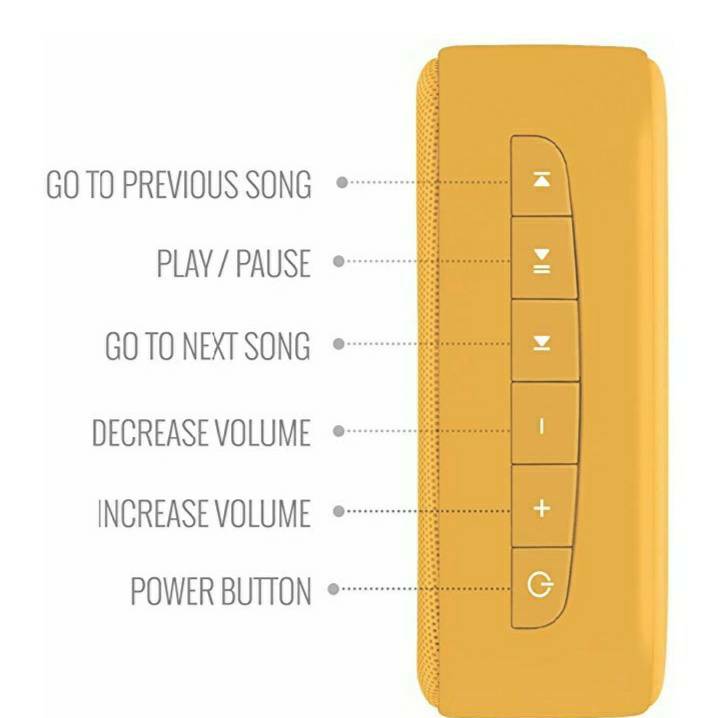 GO TO PREVIOUS SONG
PLAY / PAUSE
GO TO NEXT SONG
DECREASE VOLUME
INCREASE VOLUME
POWER BUTTON